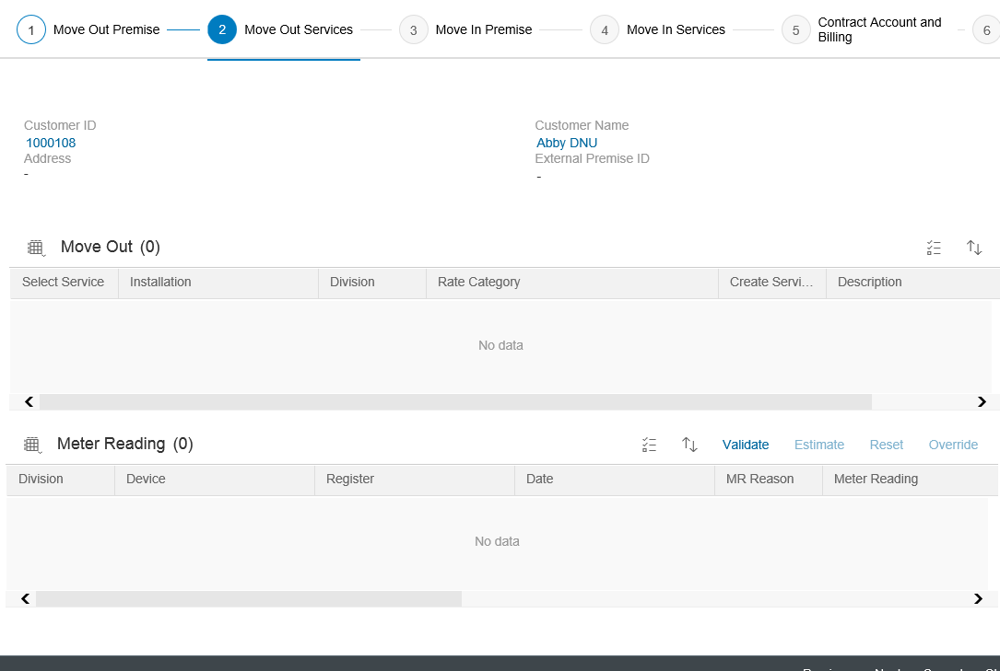 1 Move Out Premise 2 Move Out Services 3 Move In Premise 4 Move In Services 5 Contract Account and Billing 6
Customer ID Customer Name
1000108 Abby DNU
Address External Premise ID
- -
Move Out (0)
Select Service Installation Division Rate Category Create Servi... Description
No data
Meter Reading (0) Validate Estimate Reset Override
Division Device Register Date MR Reason Meter Reading
No data